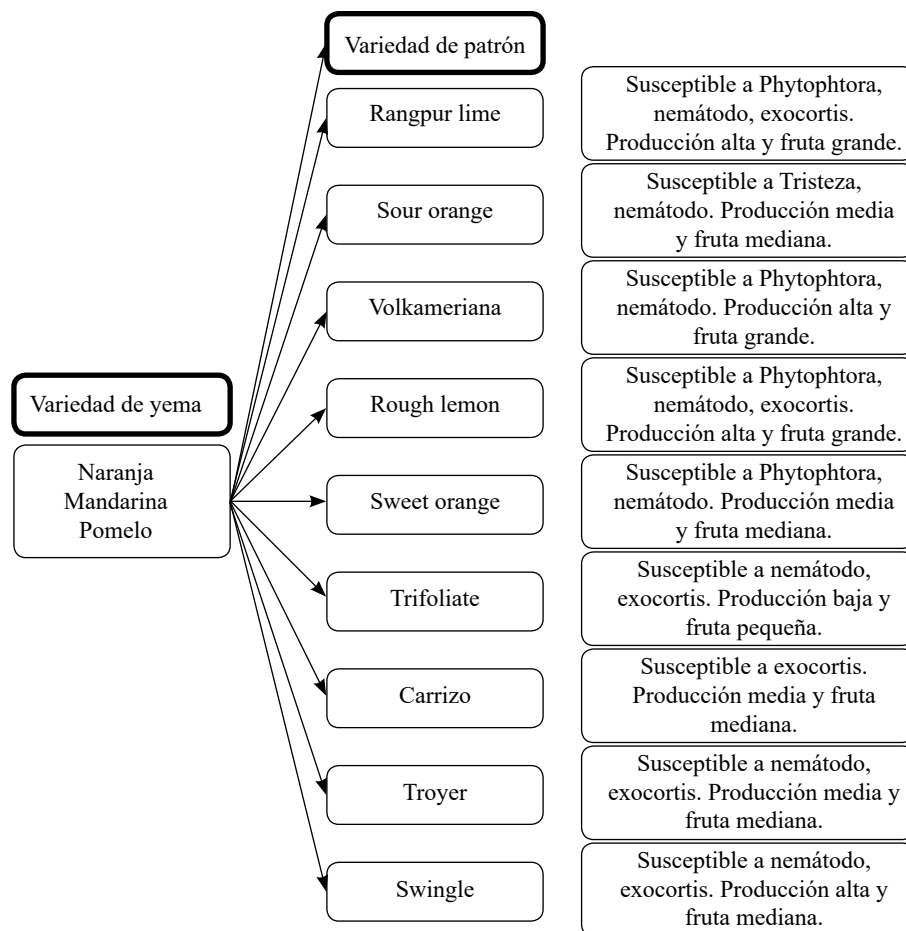 Variedad de patrón
Rangpur lime
Susceptible a Phytophtora,
nemátodo, exocortis.
Producción alta y fruta grande.
Sour orange
Susceptible a Tristeza,
nemátodo. Producción media
y fruta mediana.
Volkameriana
Susceptible a Phytophtora,
nemátodo. Producción alta y
fruta grande.
Variedad de yema
Rough lemon
Susceptible a Phytophtora,
nemátodo, exocortis.
Producción alta y fruta grande.
Naranja
Mandarina
Pomelo
Sweet orange
Susceptible a Phytophtora,
nemátodo. Producción media
y fruta mediana.
Trifoliate
Susceptible a nemátodo,
exocortis. Producción baja y
fruta pequeña.
Carrizo
Susceptible a exocortis.
Producción media y fruta
mediana.
Troyer
Susceptible a nemátodo,
exocortis. Producción media y
fruta mediana.
Swingle
Susceptible a nemátodo,
exocortis. Producción alta y
fruta mediana.